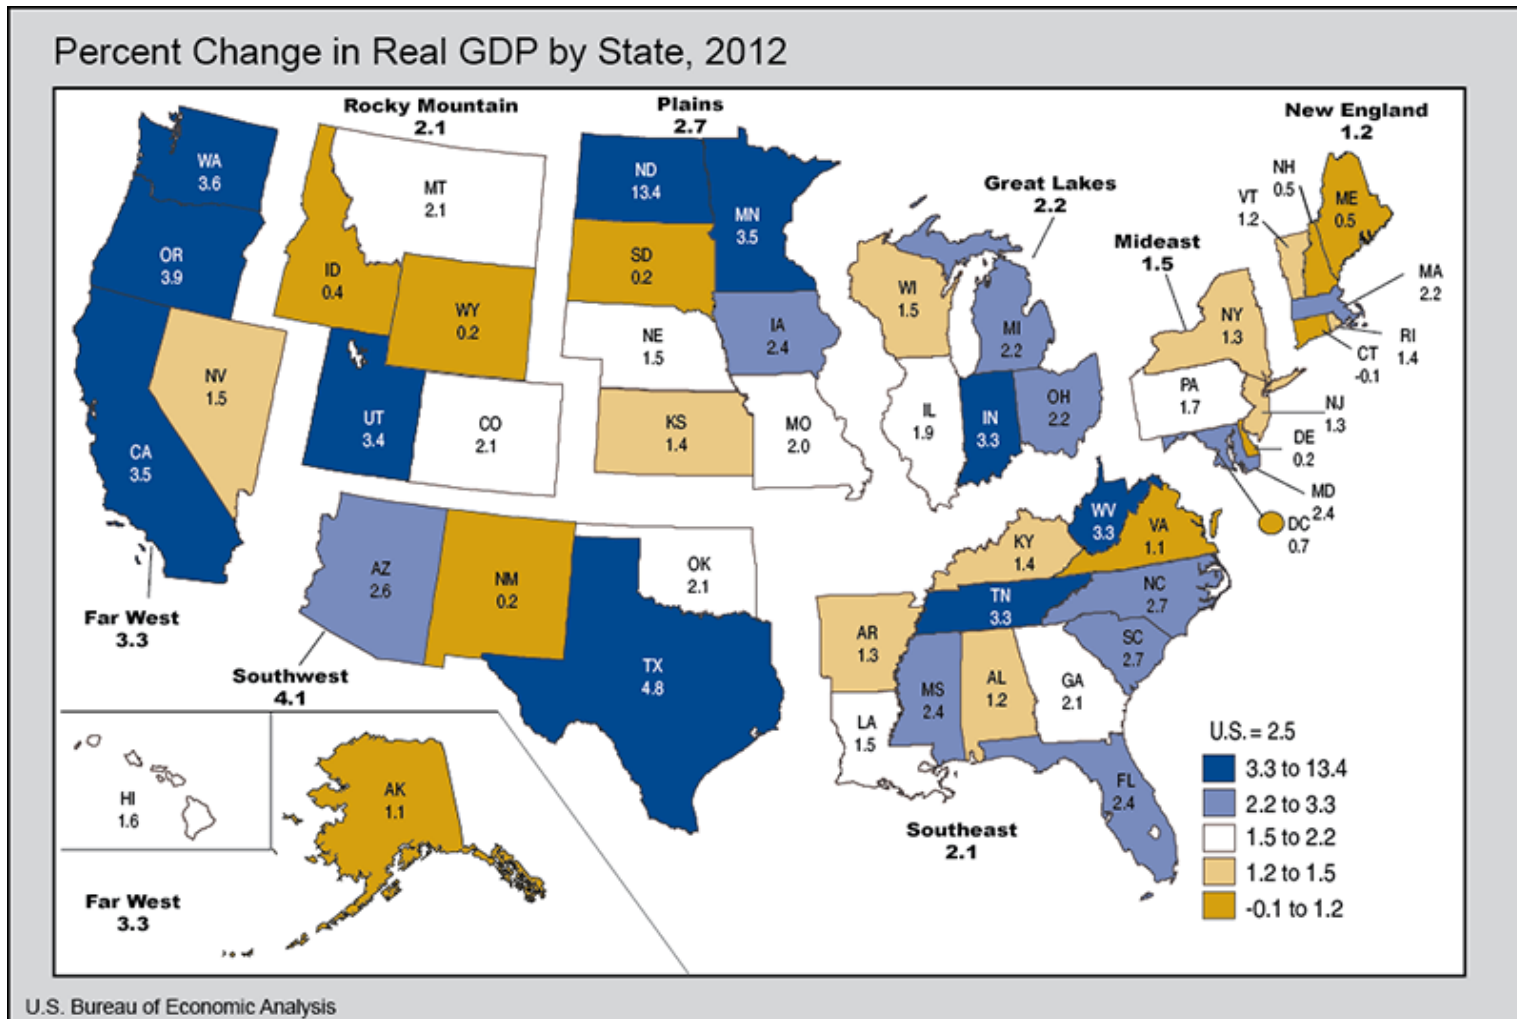 Percent Change in Real GDP by State, 2012
Rocky Mountain
2.1
Plains
2.7
New England
1.2
Great Lakes
2.2
Mideast
1.5
WA
3.6
OR
3.9
CA
3.5
NV
1.5
ID
0.4
MT
2.1
WY
0.2
UT
3.4
CO
2.1
ND
13.4
SD
0.2
NE
1.5
KS
1.4
MN
3.5
IA
2.4
MO
2.0
WI
1.5
MI
2.2
IL
1.9
IN
3.3
OH
2.2
NH
0.5
VT
1.2
ME
0.5
MA
2.2
RI
1.4
CT
-0.1
NY
1.3
PA
1.7
NJ
1.3
DE
0.2
MD
2.4
DC
0.7
AZ
2.6
NM
0.2
OK
2.1
TX
4.8
WV
3.3
VA
1.1
KY
1.4
TN
3.3
NC
2.7
SC
2.7
AR
1.3
LA
1.5
MS
2.4
AL
1.2
GA
2.1
FL
2.4
Far West
3.3
Southwest
4.1
Southeast
2.1
HI
1.6
AK
1.1
Far West
3.3
U.S. = 2.5
3.3 to 13.4
2.2 to 3.3
1.5 to 2.2
1.2 to 1.5
-0.1 to 1.2
U.S. Bureau of Economic Analysis